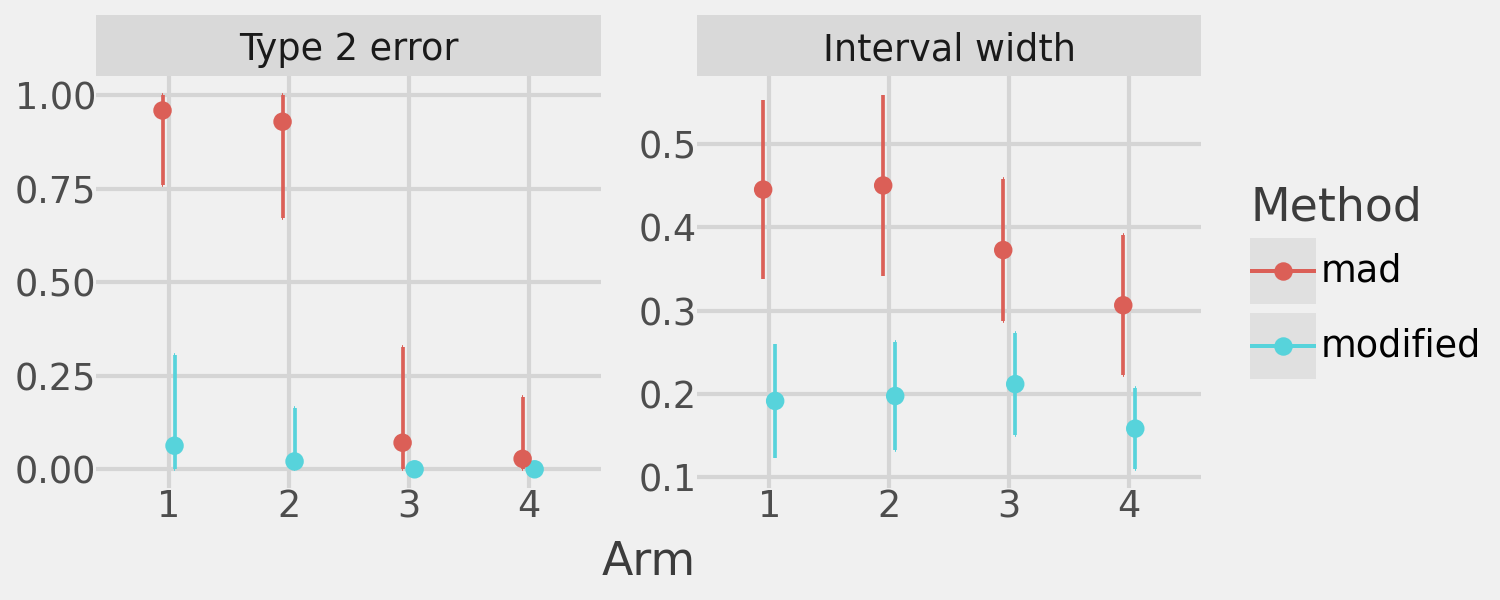 Type 2 error
1.00
0.75
0.50
0.25
0.00
1 2 3 4
Interval width
0.5
0.4
0.3
0.2
0.1
1 2 3 4
Arm
Method
mad
modified